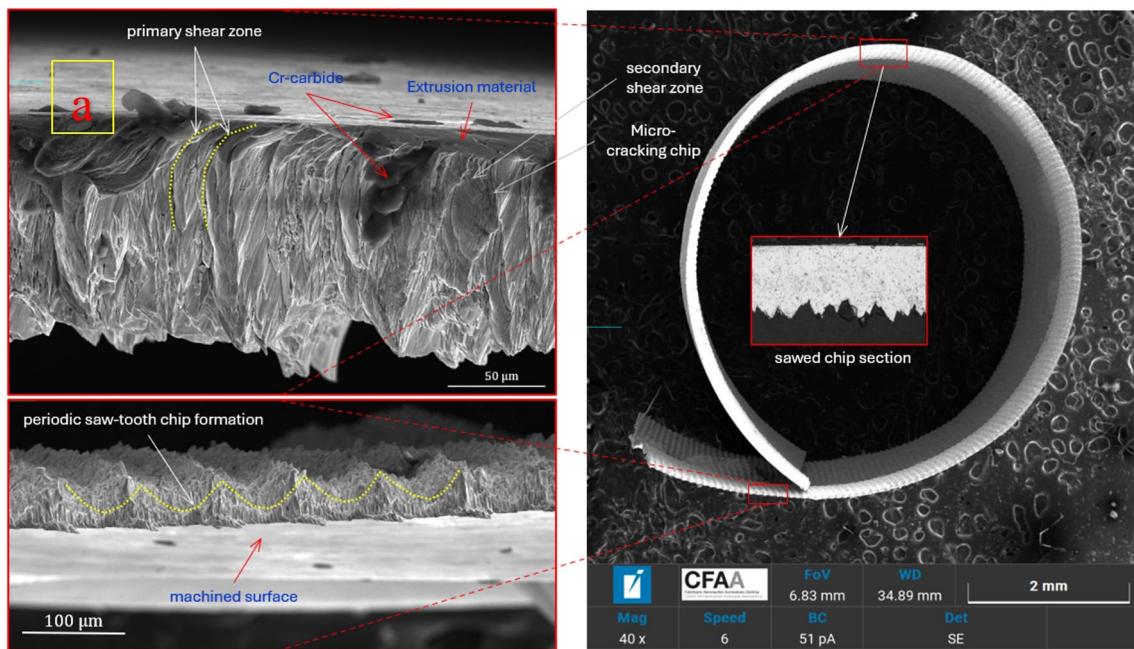 primary shear zone
a
Cr-carbide
Extrusion material
50 µm
secondary
shear zone
Micro-
cracking chip
periodic saw-tooth chip formation
machined surface
100 µm
sawed chip section
CFAA
FoV
6.83 mm
WD
34.89 mm
2 mm
Mag
40 x
Speed
6
BC
51 pA
Det
SE